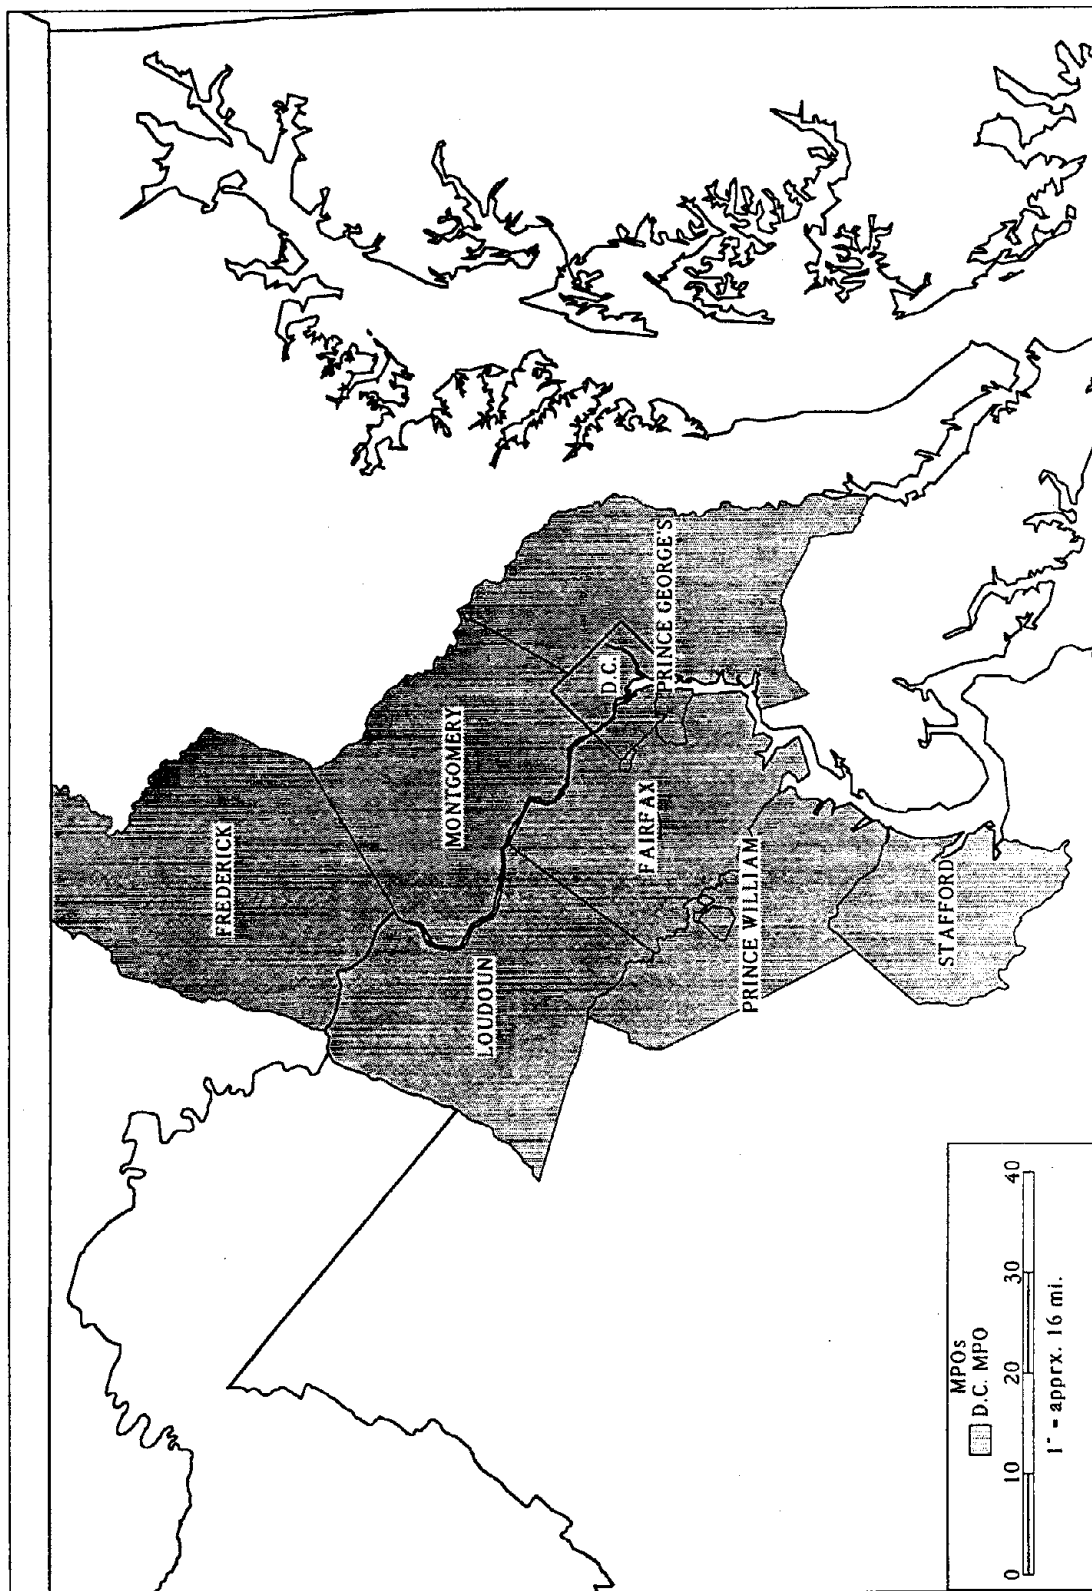 FREDERICK
MONTGOMERY
LOUDOUN
D.C.
PRINCE GEORGE'S
FAIRFAX
PRINCE WILLIAM
STAFFORD
MPOs
D.C. MPO
0 10 20 30 40
1" = apprx. 16 mi.